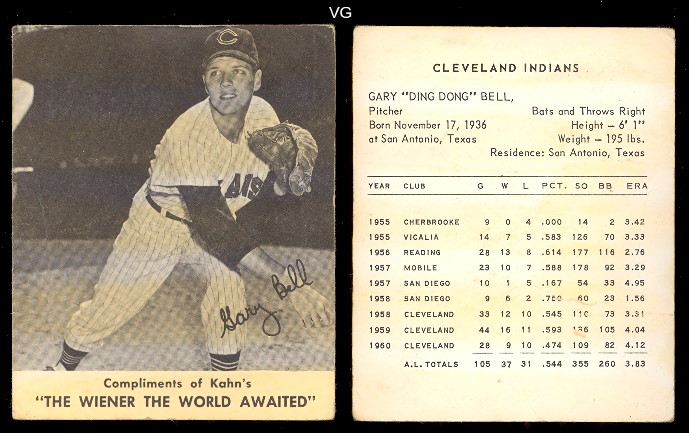 VG
C
Gary Bell
Compliments of Kahn's
"THE WIENER THE WORLD AWAITED"
CLEVELAND INDIANS
GARY "DING DONG" BELL,
Pitcher Bats and Throws Right
Born November 17, 1936 Height — 6' 1"
at San Antonio, Texas Weight — 195 lbs.
Residence: San Antonio, Texas
YEAR CLUB G W L PCT. SO BB ERA
1955 CHERBROOKE 9 0 4 .000 14 2 3.42
1955 VICALIA 14 7 5 .583 126 70 3.33
1956 READING 28 13 8 .614 177 116 2.76
1957 MOBILE 23 10 7 .588 178 92 3.29
1957 SAN DIEGO 10 1 5 .167 54 33 4.95
1958 SAN DIEGO 9 6 2 60 23 1.56
1958 CLEVELAND 33 12 10 .545 73 3.31
1959 CLEVELAND 44 16 11 .593 136 105 4.04
1960 CLEVELAND 28 9 10 .474 109 82 4.12
A.L. TOTALS 105 37 31 .544 355 260 3.83